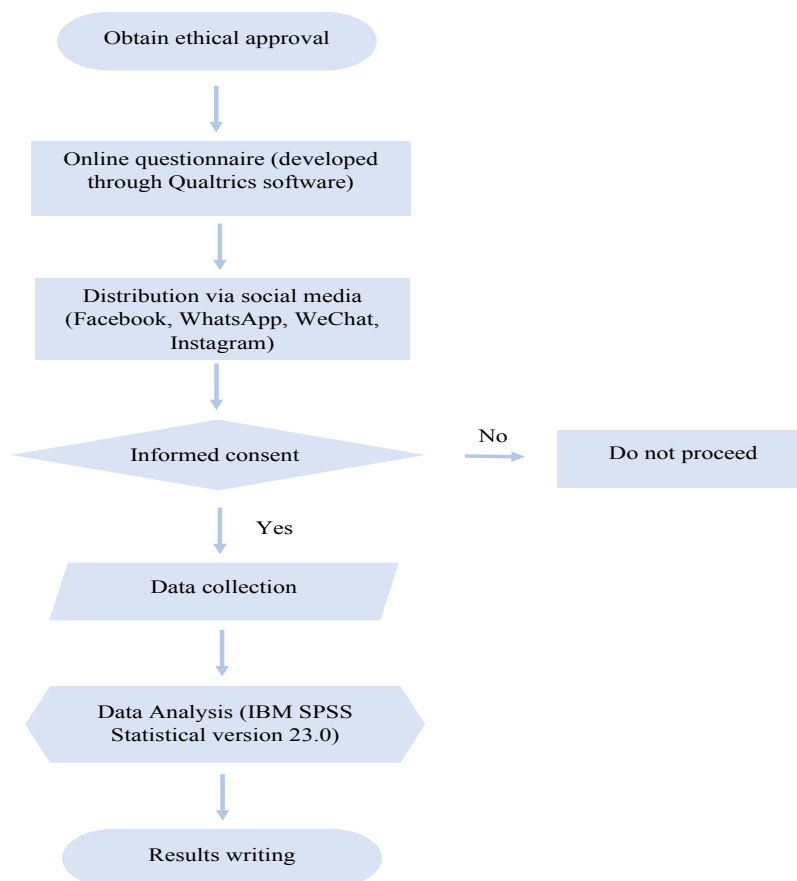 Obtain ethical approval
Online questionnaire (developed
through Qualtrics software)
Distribution via social media
(Facebook, WhatsApp, WeChat,
Instagram)
Informed consent
No
Do not proceed
Yes
Data collection
Data Analysis (IBM SPSS
Statistical version 23.0)
Results writing